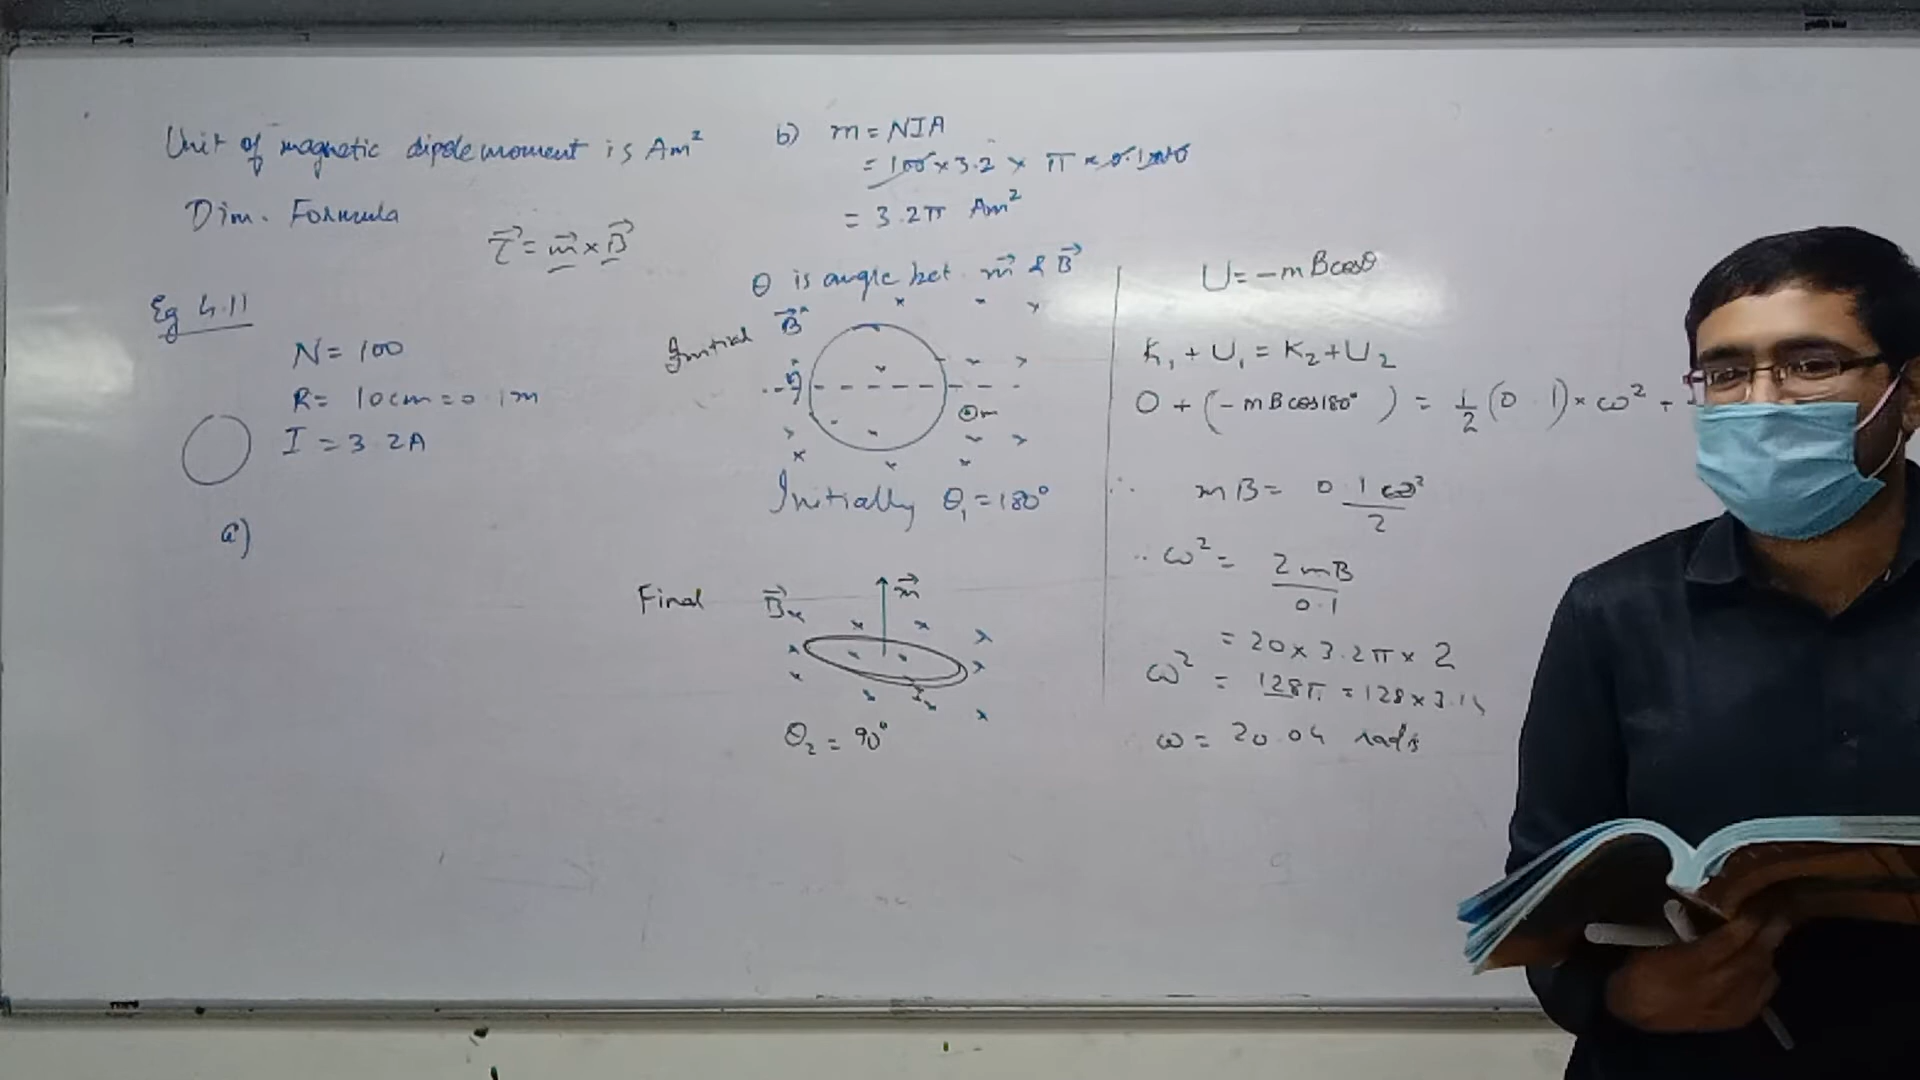 Unit of magnetic dipole moment is Am²
Dim. Formula
τ⃗ = m⃗ × B⃗
Eg 4.11
N = 100
R = 10cm = 0.1m
I = 3.2A
a)
b) m = NIA
= 100 × 3.2 × π × 0.1
= 3.2π Am²
θ is angle bet m⃗ & B⃗
Initial
B⃗
m
Initially θ₁ = 180°
Final
B⃗
m⃗
θ₂ = 90°
U = -mBcosθ
K₁ + U₁ = K₂ + U₂
0 + (-mBcos180°) = 1/2 (0.1) × ω² +
∴ mB = 0.1ω²/2
∴ ω² = 2mB/0.1
= 20 × 3.2π × 2
ω² = 128π = 128 × 3.14
ω = 20.04 rad/s